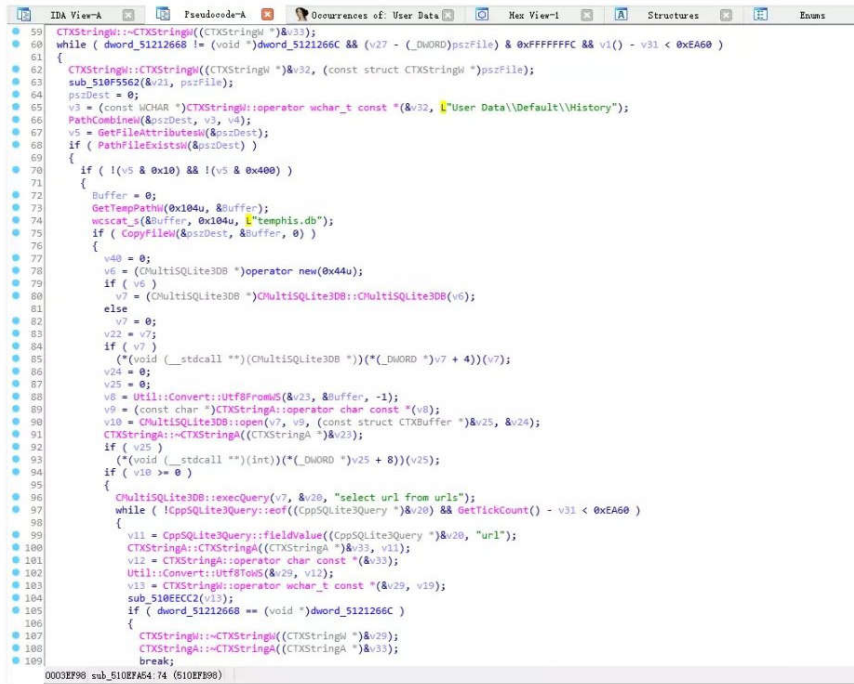 IDA View-A Pseudocode-A Occurrences of: User Data Hex View-1 Structures Enums
59 CTXStringW::~CTXStringW((CTXStringW *)&v33);
60 while ( dword_51212668 != (void *)dword_5121266C && (v27 - (_DWORD)pszFile) & 0xFFFFFFFC && v1() - v31 < 0xEA60 )
61 {
62 CTXStringW::CTXStringW((CTXStringW *)&v32, (const struct CTXStringW *)pszFile);
63 sub_510F5562(&v21, pszFile);
64 pszDest = 0;
65 v3 = (const WCHAR *)CTXStringW::operator wchar_t const *(&v32, L"User Data\\Default\\History");
66 PathCombineW(&pszDest, v3, v4);
67 v5 = GetFileAttributesW(&pszDest);
68 if ( PathFileExistsW(&pszDest) )
69 {
70 if ( !(v5 & 0x10) && !(v5 & 0x400) )
71 {
72 Buffer = 0;
73 GetTempPathW(0x104u, &Buffer);
74 wcscat_s(&Buffer, 0x104u, L"temphis.db");
75 if ( CopyFileW(&pszDest, &Buffer, 0) )
76 {
77 v40 = 0;
78 v6 = (CMultiSQLite3DB *)operator new(0x44u);
79 if ( v6 )
80 v7 = (CMultiSQLite3DB *)CMultiSQLite3DB::CMultiSQLite3DB(v6);
81 else
82 v7 = 0;
83 v22 = v7;
84 if ( v7 )
85 (*(void (__stdcall **)(CMultiSQLite3DB *))(*(_DWORD *)v7 + 4))(v7);
86 v24 = 0;
87 v25 = 0;
88 v8 = Util::Convert::Utf8FromWS(&v23, &Buffer, -1);
89 v9 = (const char *)CTXStringA::operator char const *(v8);
90 v10 = CMultiSQLite3DB::open(v7, v9, (const struct CTXBuffer *)&v25, &v24);
91 CTXStringA::~CTXStringA((CTXStringA *)&v23);
92 if ( v25 )
93 (*(void (__stdcall **)(int))(*(_DWORD *)v25 + 8))(v25);
94 if ( v10 >= 0 )
95 {
96 CMultiSQLite3DB::execQuery(v7, &v20, "select url from urls");
97 while ( !CppSQLite3Query::eof((CppSQLite3Query *)&v20) && GetTickCount() - v31 < 0xEA60 )
98 {
99 v11 = CppSQLite3Query::fieldValue((CppSQLite3Query *)&v20, "url");
100 CTXStringA::CTXStringA((CTXStringA *)&v33, v11);
101 v12 = CTXStringA::operator char const *(&v33);
102 Util::Convert::Utf8ToWS(&v29, v12);
103 v13 = CTXStringW::operator wchar_t const *(&v29, v19);
104 sub_510EECC2(v13);
105 if ( dword_51212668 == (void *)dword_5121266C )
106 {
107 CTXStringW::~CTXStringW((CTXStringW *)&v29);
108 CTXStringA::~CTXStringA((CTXStringA *)&v33);
109 break;
0003EF98 sub_510EFA54:74 (510EFB98)